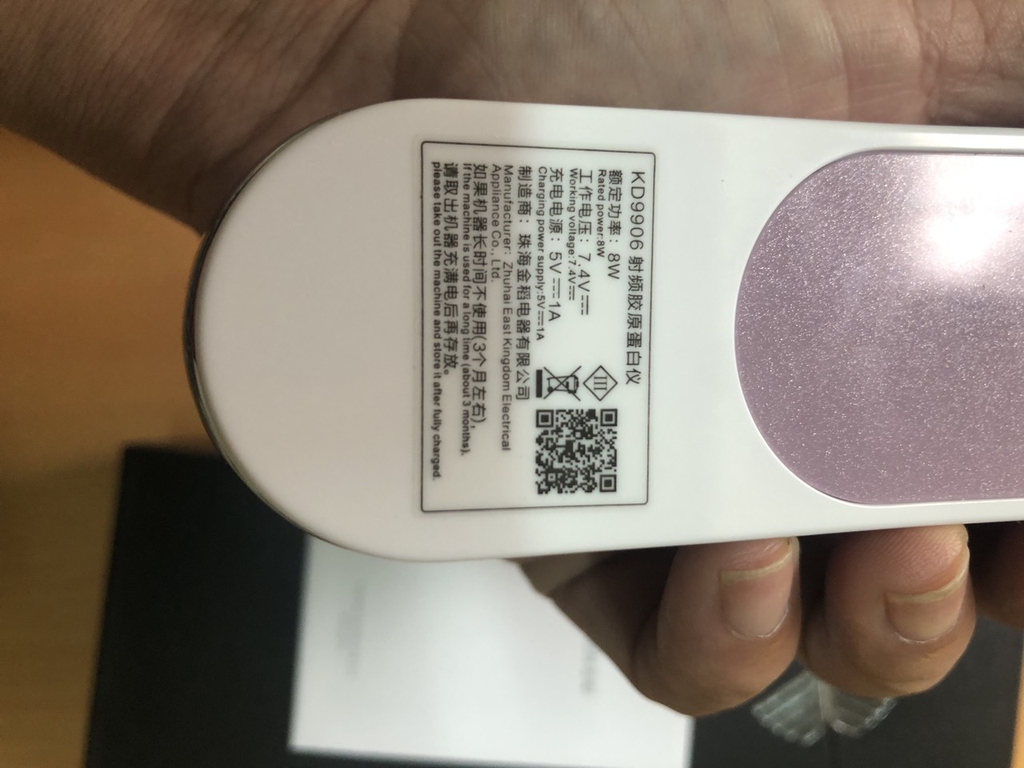 KD9906 射频胶原蛋白仪
额定功率：8W
Rated power:8W
工作电压：7.4V⎓
Working voltage:7.4V⎓
充电电源：5V⎓1A
Charging power supply:5V⎓1A
制造商：珠海金稻电器有限公司
Manufacturer: Zhuhai East Kingdom Electrical
Appliance Co., Ltd.
如果机器长时间不使用(3个月左右),
If the machine is used for a long time (about 3 months),
请取出机器充满电后再存放。
please take out the machine and store it after fully charged.
III